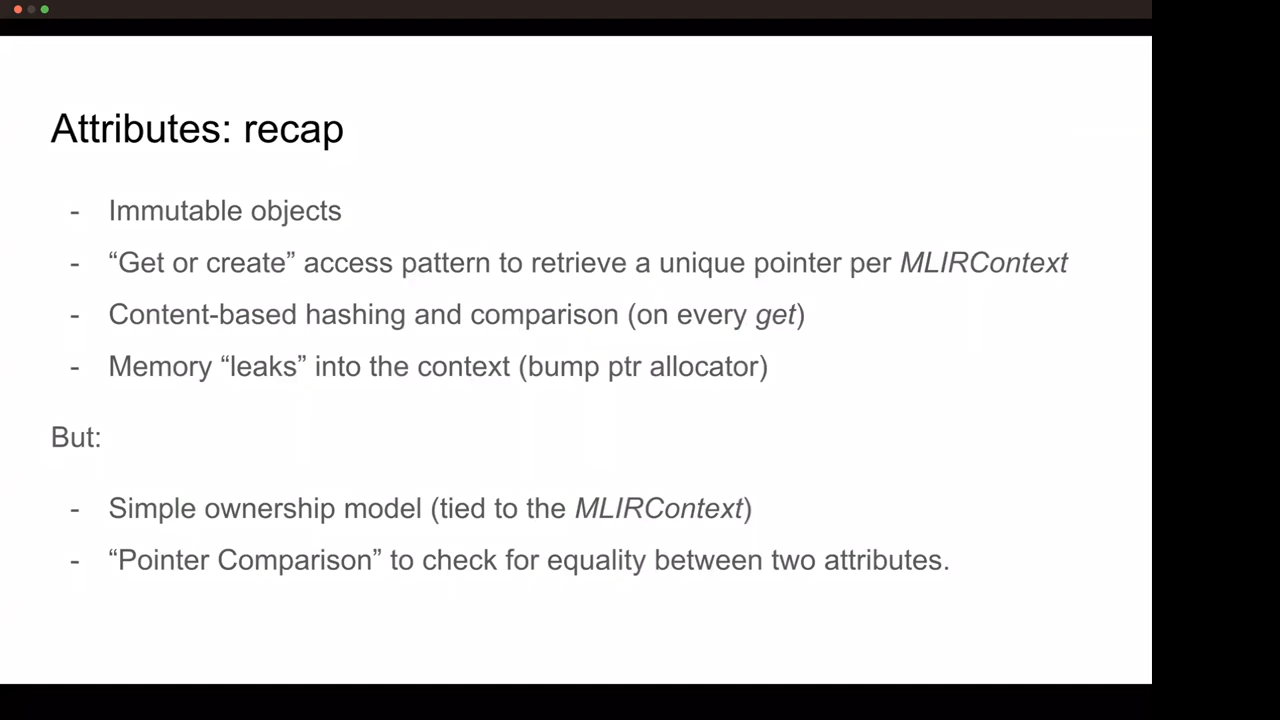 Attributes: recap
- Immutable objects
- “Get or create” access pattern to retrieve a unique pointer per MLIRContext
- Content-based hashing and comparison (on every get)
- Memory “leaks” into the context (bump ptr allocator)
But:
- Simple ownership model (tied to the MLIRContext)
- “Pointer Comparison” to check for equality between two attributes.